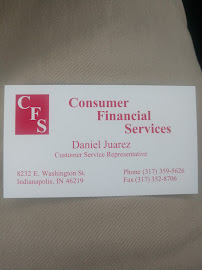 CFS
Consumer
Financial
Services
Daniel Juarez
Customer Service Representative
8232 E. Washington St. Phone (317) 359-5626
Indianapolis, IN 46219 Fax (317) 352-8706